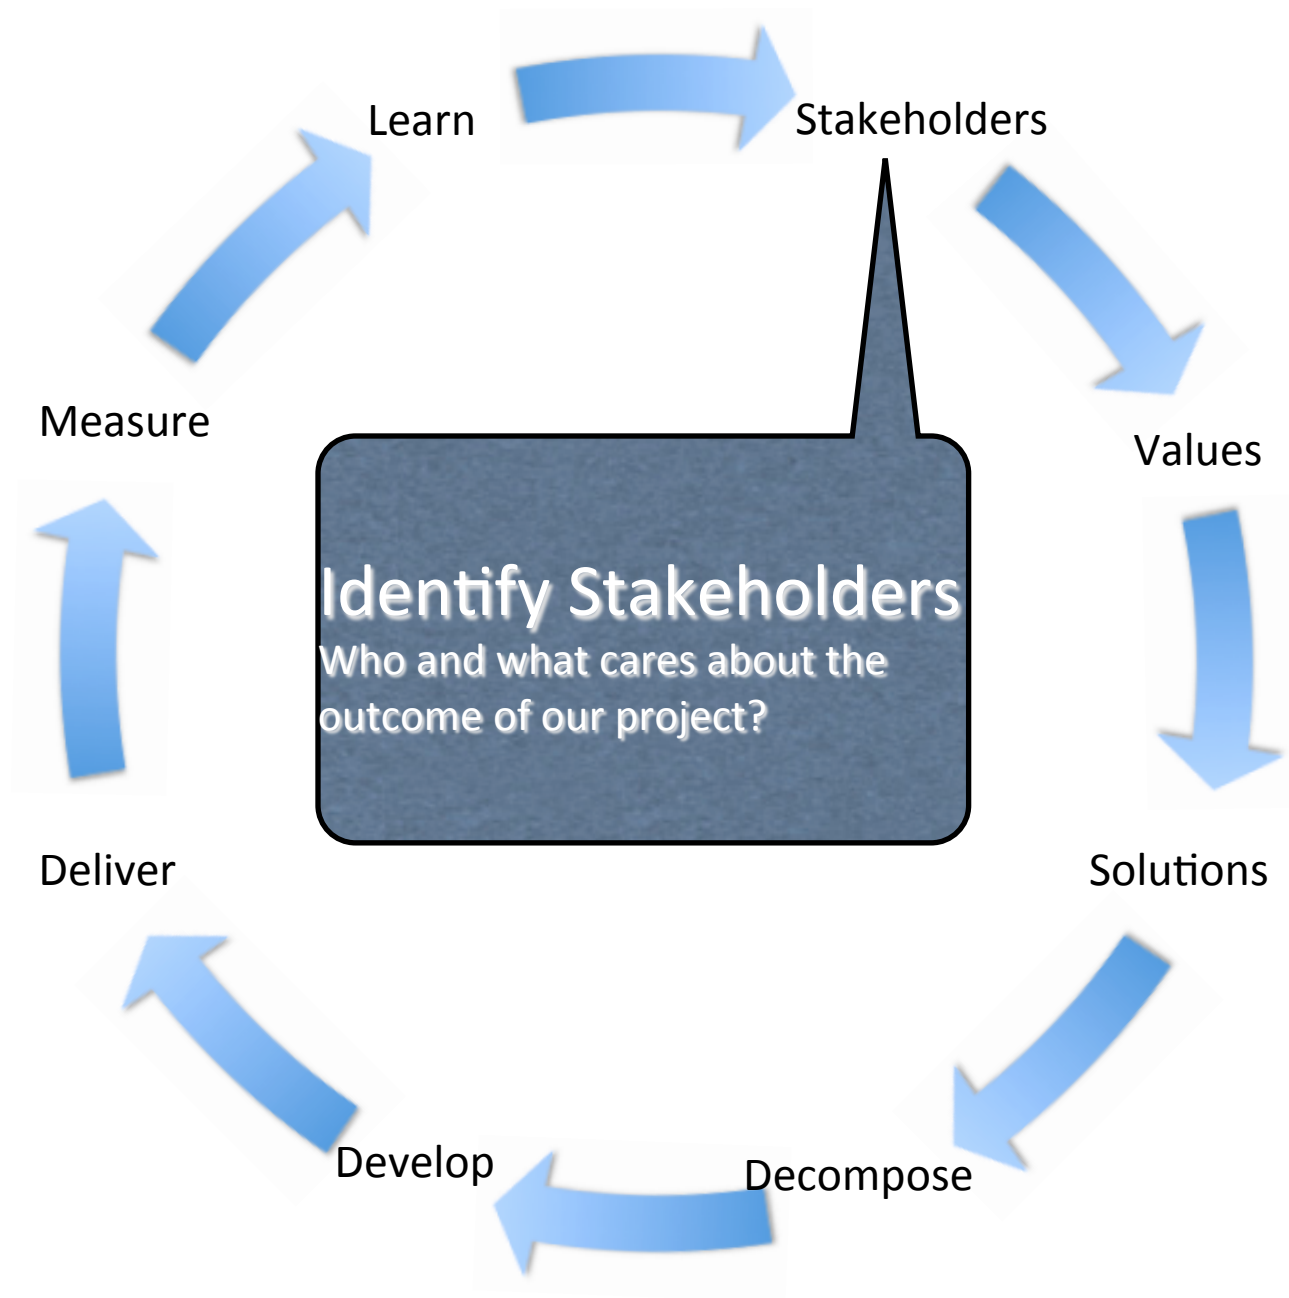 Learn
Stakeholders
Measure
Values
Identify Stakeholders
Who and what cares about the
outcome of our project?
Deliver
Solutions
Develop
Decompose